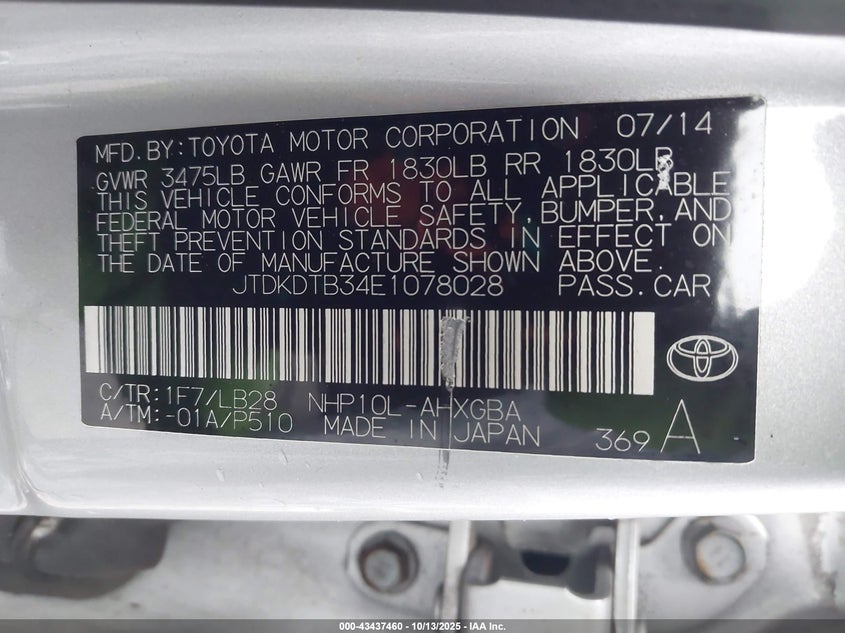 MFD.BY:TOYOTA MOTOR CORPORATION 07/14
GVWR 3475LB GAWR FR 1830LB RR 1830LB
THIS VEHICLE CONFORMS TO ALL APPLICABLE
FEDERAL MOTOR VEHICLE SAFETY,BUMPER,AND
THEFT PREVENTION STANDARDS IN EFFECT ON
THE DATE OF MANUFACTURE SHOWN ABOVE.
JTDKDTB34E1078028 PASS.CAR
C/TR:1F7/LB28 NHP10L-AHXGBA
A/TM:-01A/P510 MADE IN JAPAN
369 A
000-43437460 - 10/13/2025 - IAA Inc.